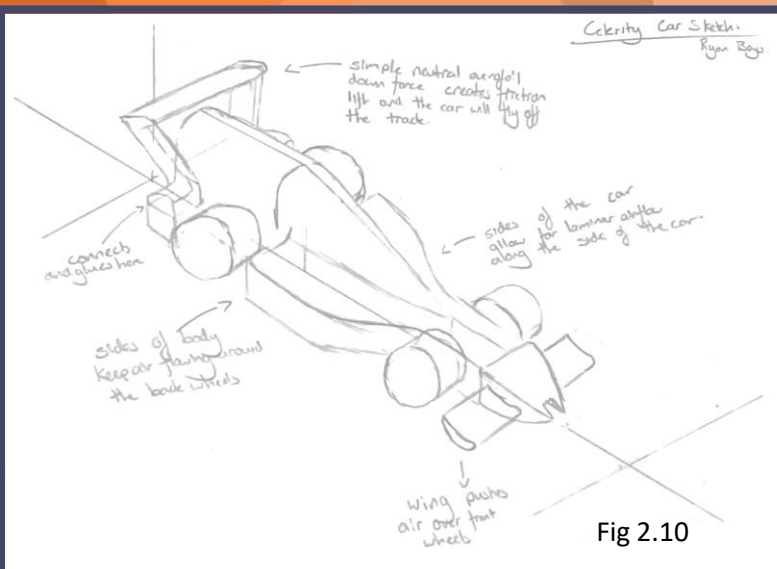 Celerity Car Sketch.
Ryan Boys.
simple neutral aerofoil
down force creates friction
lift and the car will fly off
the track.
sides of the car
allow for laminar airflow
along the side of the car.
connects
and glues here
sides of body
keep air flowing around
the back wheels
wing pushes
air over front
wheels
Fig 2.10